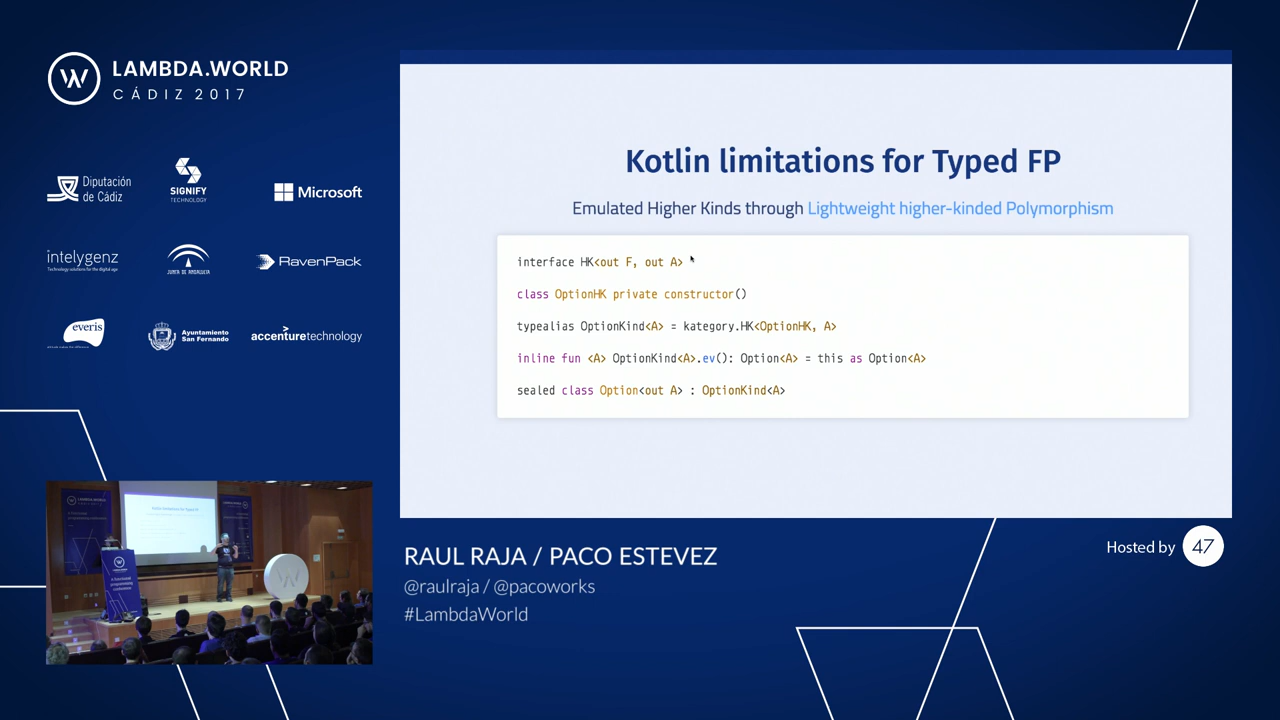 LAMBDA.WORLD
CÁDIZ 2017
Diputación
de Cádiz
SIGNIFY
TECHNOLOGY
Microsoft
intelygenz
Technology solutions for the digital age
JUNTA DE ANDALUCIA
RavenPack
everis
Ayuntamiento
San Fernando
accenturetechnology
Kotlin limitations for Typed FP
Emulated Higher Kinds through Lightweight higher-kinded Polymorphism
interface HK<out F, out A>
class OptionHK private constructor()
typealias OptionKind<A> = kategory.HK<OptionHK, A>
inline fun <A> OptionKind<A>.ev(): Option<A> = this as Option<A>
sealed class Option<out A> : OptionKind<A>
RAUL RAJA / PACO ESTEVEZ
@raulraja / @pacoworks
#LambdaWorld
Hosted by 47